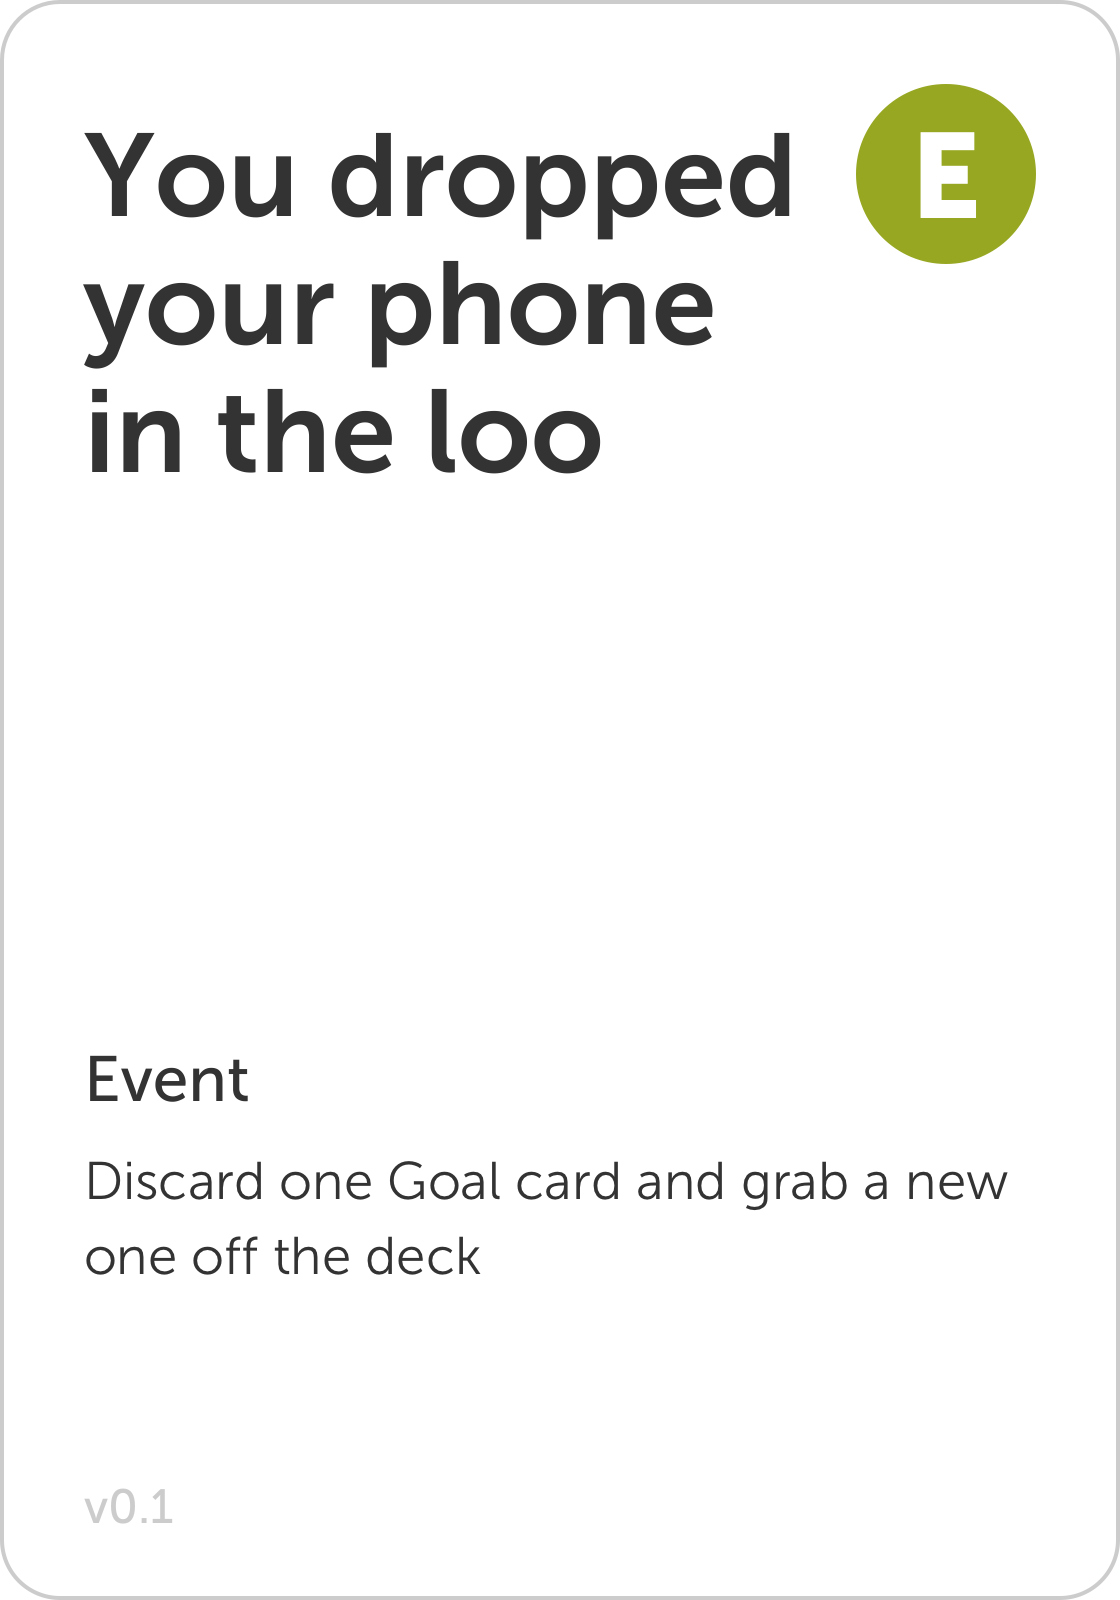 You dropped
E
your phone
in the loo
Event
Discard one Goal card and grab a new
one off the deck
v0.1